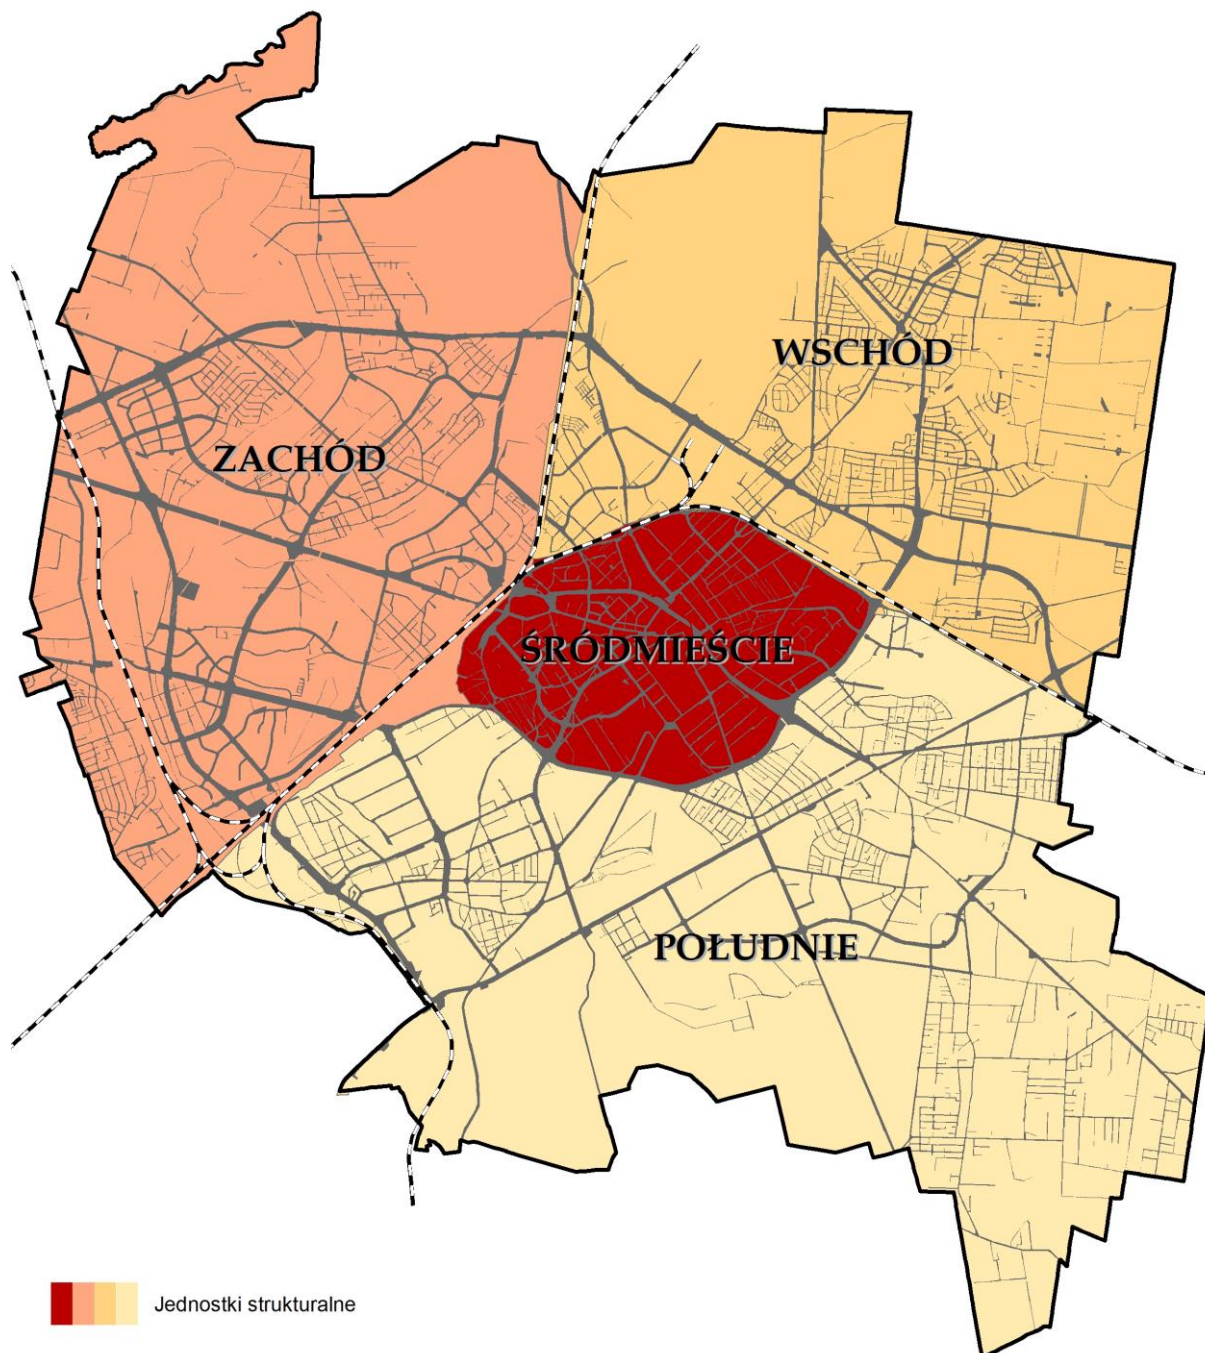 WSCHÓD
ZACHÓD
ŚRÓDMIEŚCIE
POŁUDNIE
Jednostki strukturalne